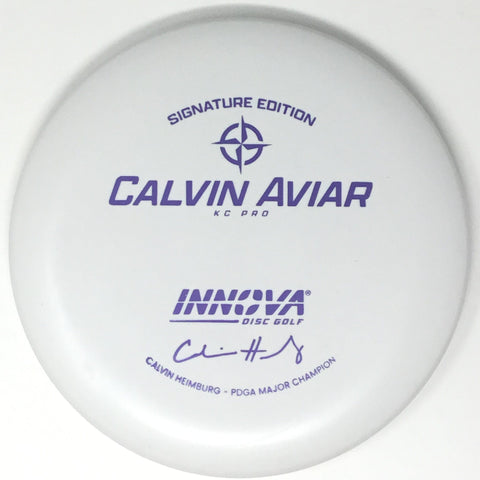 SIGNATURE EDITION
CALVIN AVIAR
KC PRO
INNOVA®
DISC GOLF
CALVIN HEIMBURG - PDGA MAJOR CHAMPION